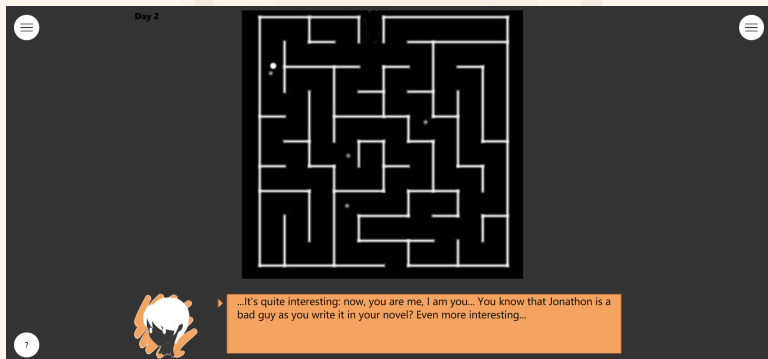 Day 2
...It's quite interesting: now, you are me, I am you... You know that Jonathon is a
bad guy as you write it in your novel? Even more interesting...
?